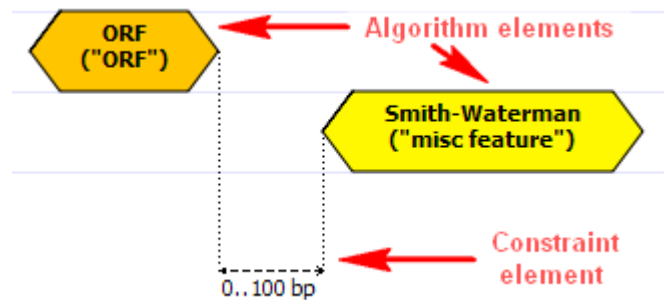 ORF
("ORF")
Algorithm elements
Smith-Waterman
("misc feature")
Constraint
element
0..100 bp